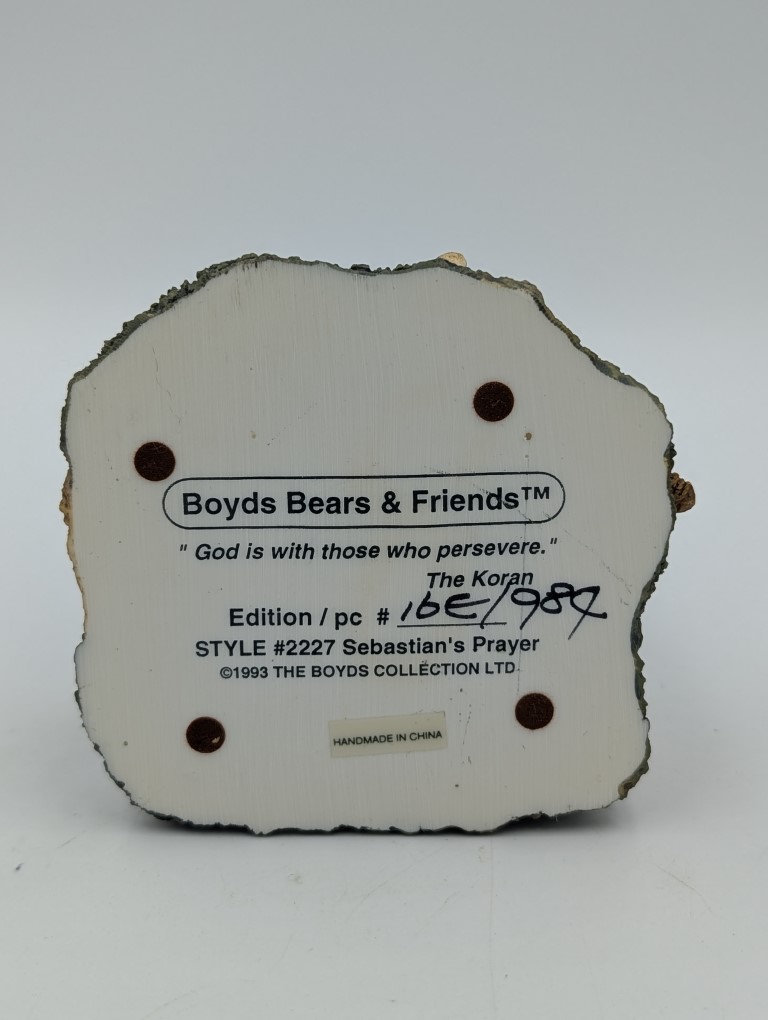 Boyds Bears & Friends™
" God is with those who persevere."
The Koran
Edition / pc # 16E/984
STYLE #2227 Sebastian's Prayer
©1993 THE BOYDS COLLECTION LTD
HANDMADE IN CHINA